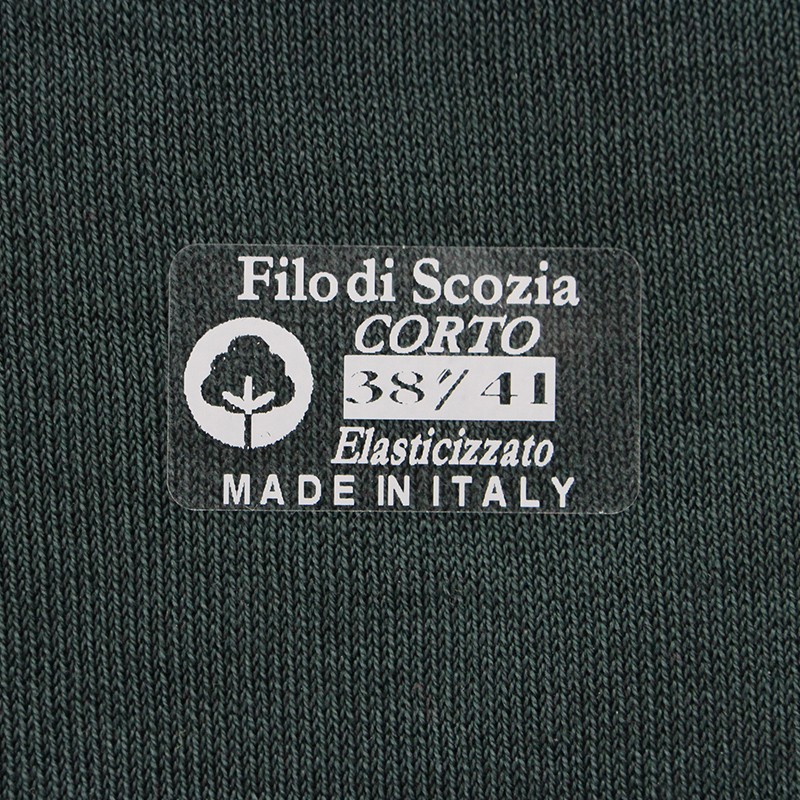 Filo di Scozia
CORTO
38/41
Elasticizzato
MADE IN ITALY